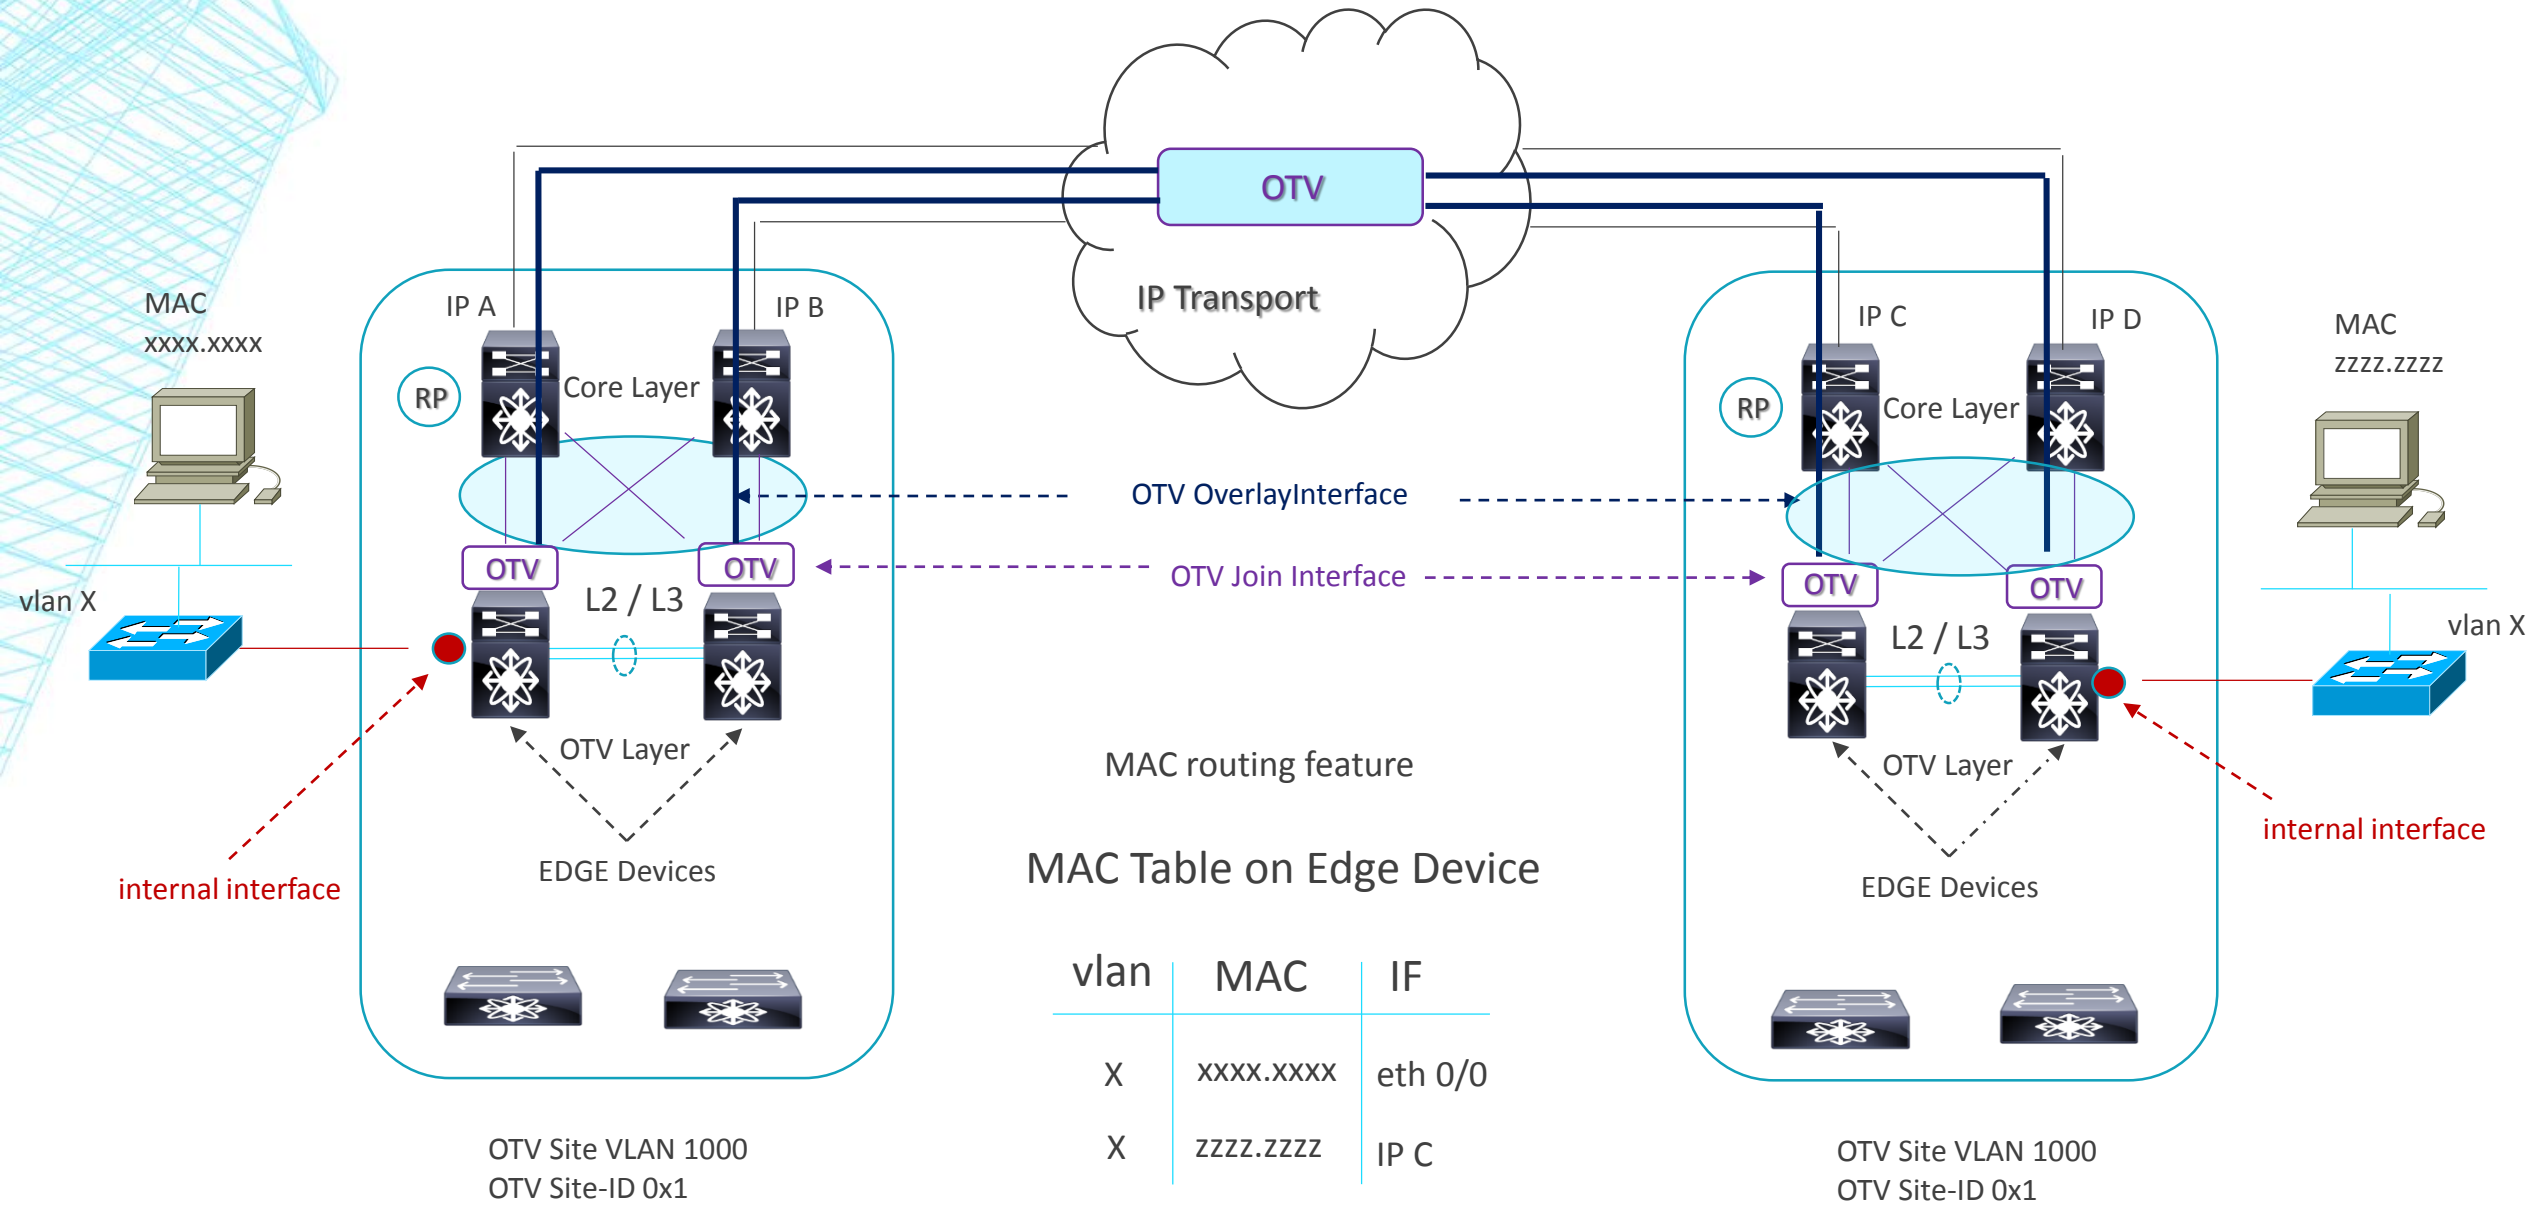 OTV
IP Transport
MAC
xxxx.xxxx
IP A
IP B
RP
Core Layer
vlan X
OTV
OTV
L2 / L3
OTV Layer
EDGE Devices
internal interface
OTV Site VLAN 1000
OTV Site-ID 0x1
OTV OverlayInterface
OTV Join Interface
MAC routing feature
MAC Table on Edge Device
vlan MAC IF
X xxxx.xxxx eth 0/0
X zzzz.zzzz IP C
IP C
IP D
RP
Core Layer
MAC
zzzz.zzzz
OTV
OTV
L2 / L3
vlan X
OTV Layer
EDGE Devices
internal interface
OTV Site VLAN 1000
OTV Site-ID 0x1